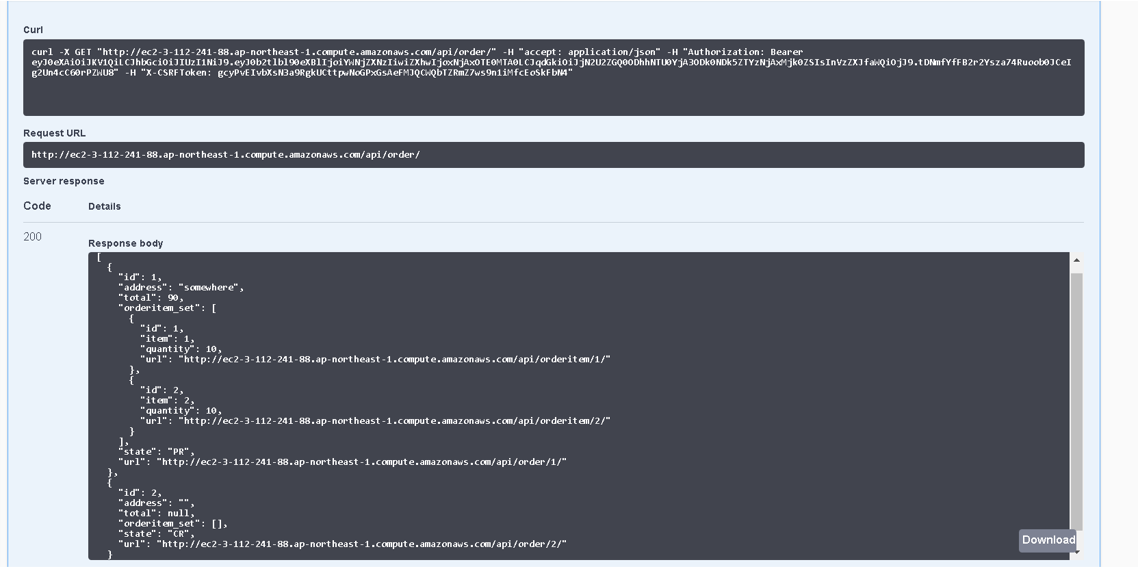 Curl
curl -X GET "http://ec2-3-112-241-88.ap-northeast-1.compute.amazonaws.com/api/order/" -H "accept: application/json" -H "Authorization: Bearer
g2Un4cC60rPZWU8" -H "X-CSRFToken: gcyPvEIvbXsN3a9RgkUCttpwNoGPxGsAeFMJQCWQbTZRmZ7ws9n1iMfcEoSkFbN4"
Request URL
http://ec2-3-112-241-88.ap-northeast-1.compute.amazonaws.com/api/order/
Server response
Code Details
200
Response body
[
{
"id": 1,
"address": "somewhere",
"total": 90,
"orderitem_set": [
{
"id": 1,
"item": 1,
"quantity": 10,
"url": "http://ec2-3-112-241-88.ap-northeast-1.compute.amazonaws.com/api/orderitem/1/"
},
{
"id": 2,
"item": 2,
"quantity": 10,
"url": "http://ec2-3-112-241-88.ap-northeast-1.compute.amazonaws.com/api/orderitem/2/"
}
],
"state": "PR",
"url": "http://ec2-3-112-241-88.ap-northeast-1.compute.amazonaws.com/api/order/1/"
},
{
"id": 2,
"address": "",
"total": null,
"orderitem_set": [],
"state": "CR",
"url": "http://ec2-3-112-241-88.ap-northeast-1.compute.amazonaws.com/api/order/2/"
}
Download